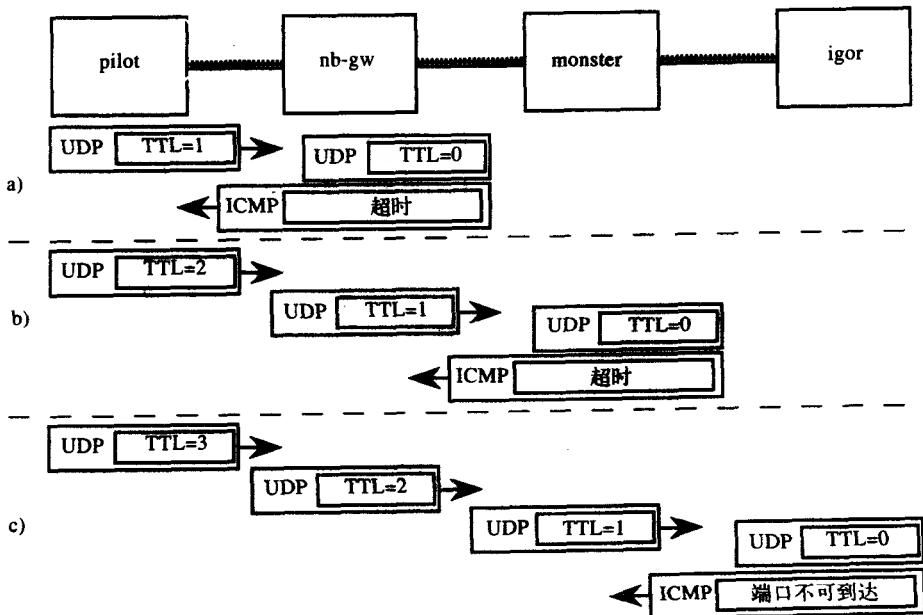 pilot
nb-gw
monster
igor
UDP TTL=1
UDP TTL=0
a)
ICMP 超时
UDP TTL=2
b)
UDP TTL=1
UDP TTL=0
ICMP 超时
UDP TTL=3
UDP TTL=2
c)
UDP TTL=1
UDP TTL=0
ICMP 端口不可到达